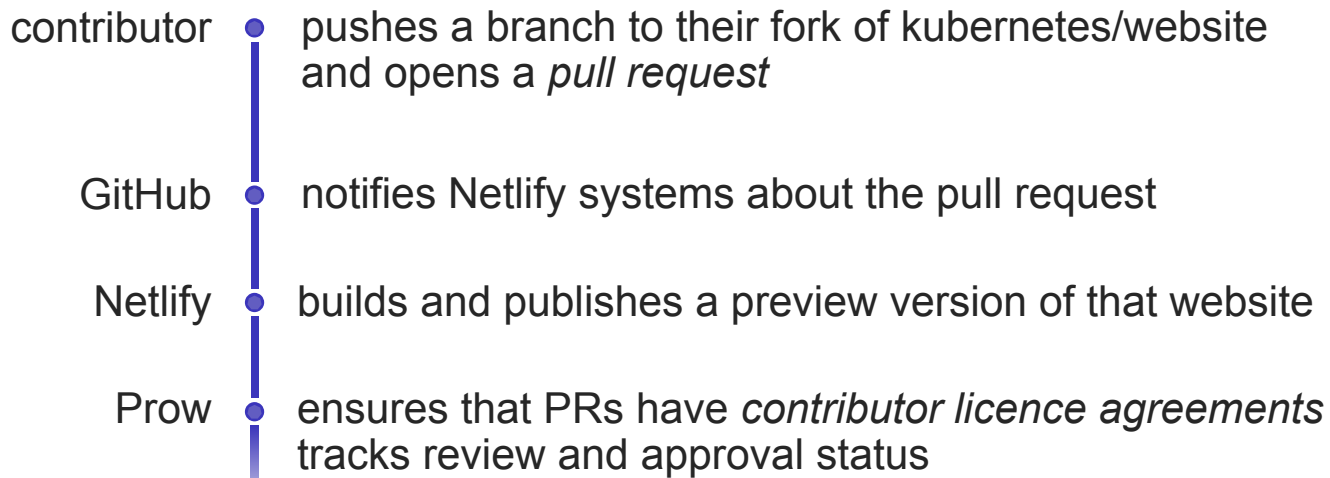 contributor pushes a branch to their fork of kubernetes/website
and opens a pull request
GitHub notifies Netlify systems about the pull request
Netlify builds and publishes a preview version of that website
Prow ensures that PRs have contributor licence agreements
tracks review and approval status